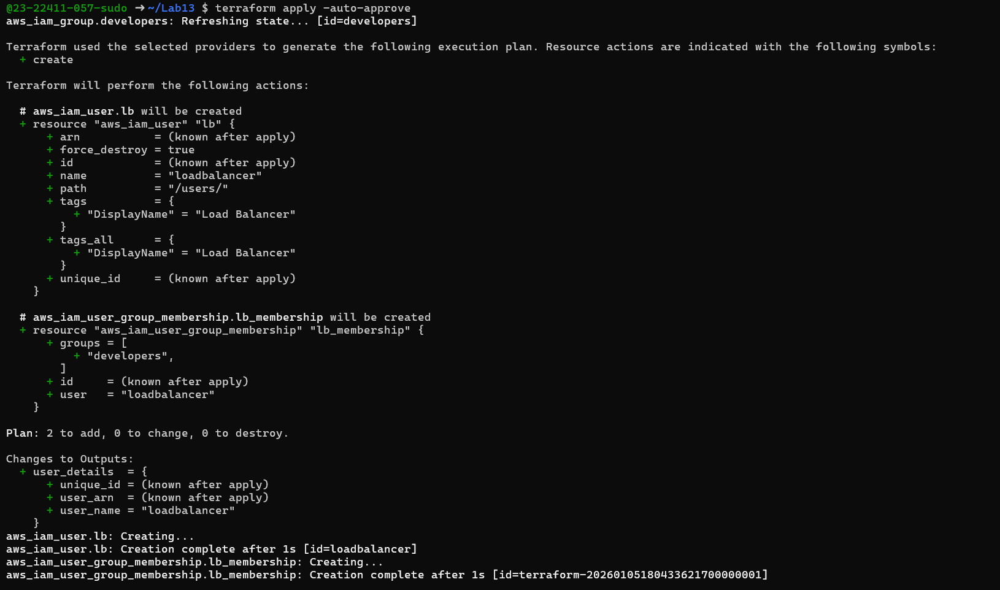 @23-22411-057-sudo → ~/Lab13 $ terraform apply -auto-approve
aws_iam_group.developers: Refreshing state... [id=developers]

Terraform used the selected providers to generate the following execution plan. Resource actions are indicated with the following symbols:
  + create

Terraform will perform the following actions:

  # aws_iam_user.lb will be created
  + resource "aws_iam_user" "lb" {
      + arn           = (known after apply)
      + force_destroy = true
      + id            = (known after apply)
      + name          = "loadbalancer"
      + path          = "/users/"
      + tags          = {
          + "DisplayName" = "Load Balancer"
        }
      + tags_all      = {
          + "DisplayName" = "Load Balancer"
        }
      + unique_id     = (known after apply)
    }

  # aws_iam_user_group_membership.lb_membership will be created
  + resource "aws_iam_user_group_membership" "lb_membership" {
      + groups = [
          + "developers",
        ]
      + id     = (known after apply)
      + user   = "loadbalancer"
    }

Plan: 2 to add, 0 to change, 0 to destroy.

Changes to Outputs:
  + user_details  = {
      + unique_id = (known after apply)
      + user_arn  = (known after apply)
      + user_name = "loadbalancer"
    }
aws_iam_user.lb: Creating...
aws_iam_user.lb: Creation complete after 1s [id=loadbalancer]
aws_iam_user_group_membership.lb_membership: Creating...
aws_iam_user_group_membership.lb_membership: Creation complete after 1s [id=terraform-20260105180433621700000001]